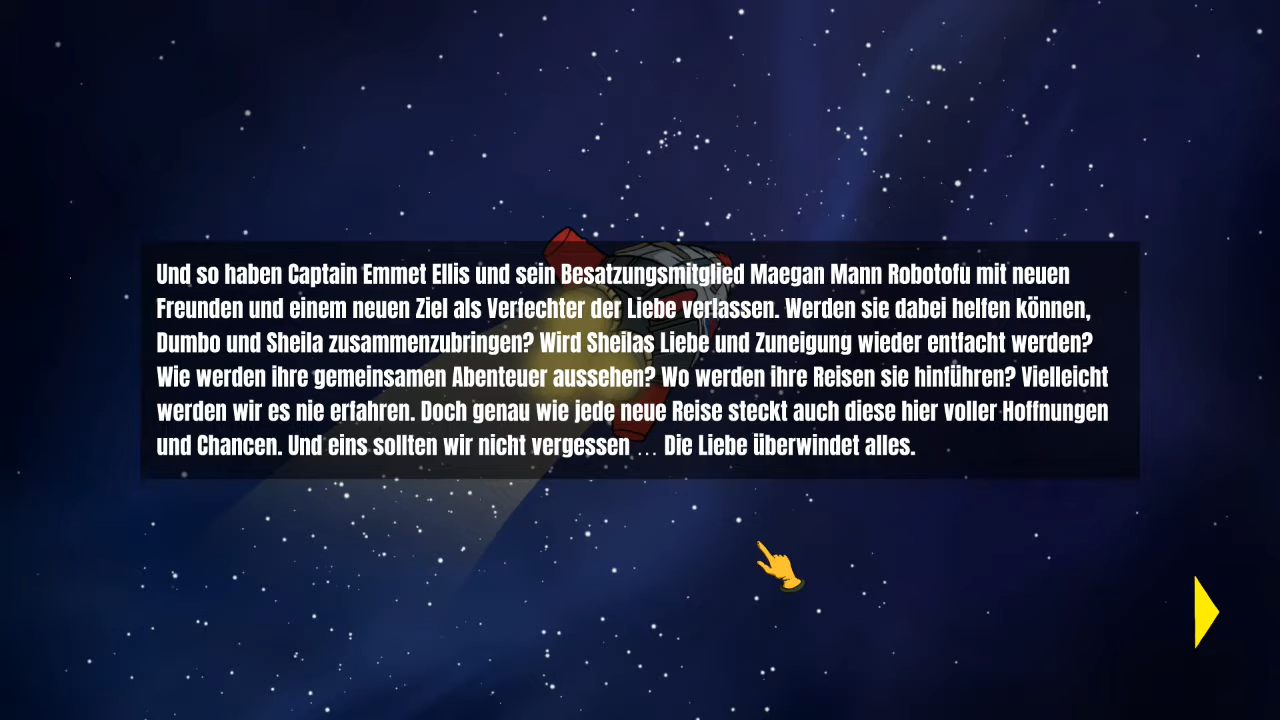 Und so haben Captain Emmet Ellis und sein Besatzungsmitglied Maegan Mann Robotofu mit neuen
Freunden und einem neuen Ziel als Verfechter der Liebe verlassen. Werden sie dabei helfen können,
Dumbo und Sheila zusammenzubringen? Wird Sheilas Liebe und Zuneigung wieder entfacht werden?
Wie werden ihre gemeinsamen Abenteuer aussehen? Wo werden ihre Reisen sie hinführen? Vielleicht
werden wir es nie erfahren. Doch genau wie jede neue Reise steckt auch diese hier voller Hoffnungen
und Chancen. Und eins sollten wir nicht vergessen … Die Liebe überwindet alles.